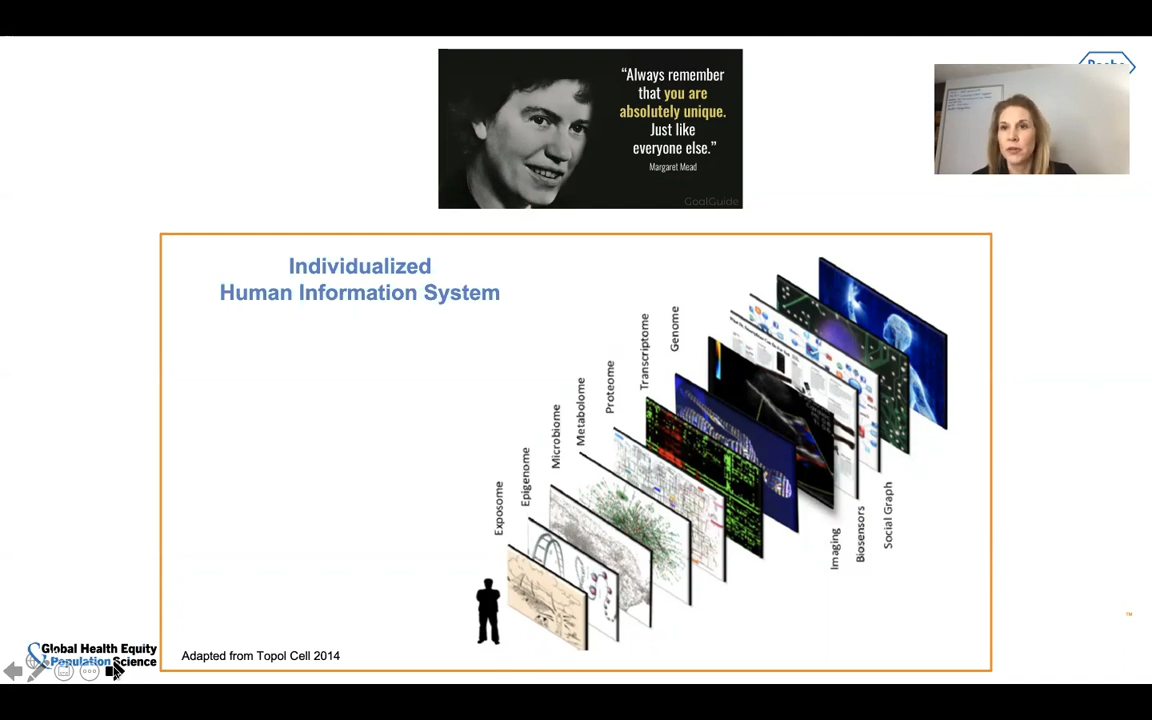 “Always remember
that you are
absolutely unique.
Just like
everyone else.”
Margaret Mead
GoalGuide
Individualized
Human Information System
Exposome
Epigenome
Microbiome
Metabolome
Proteome
Transcriptome
Genome
Imaging
Biosensors
Social Graph
Adapted from Topol Cell 2014
Global Health Equity
Population Science
™